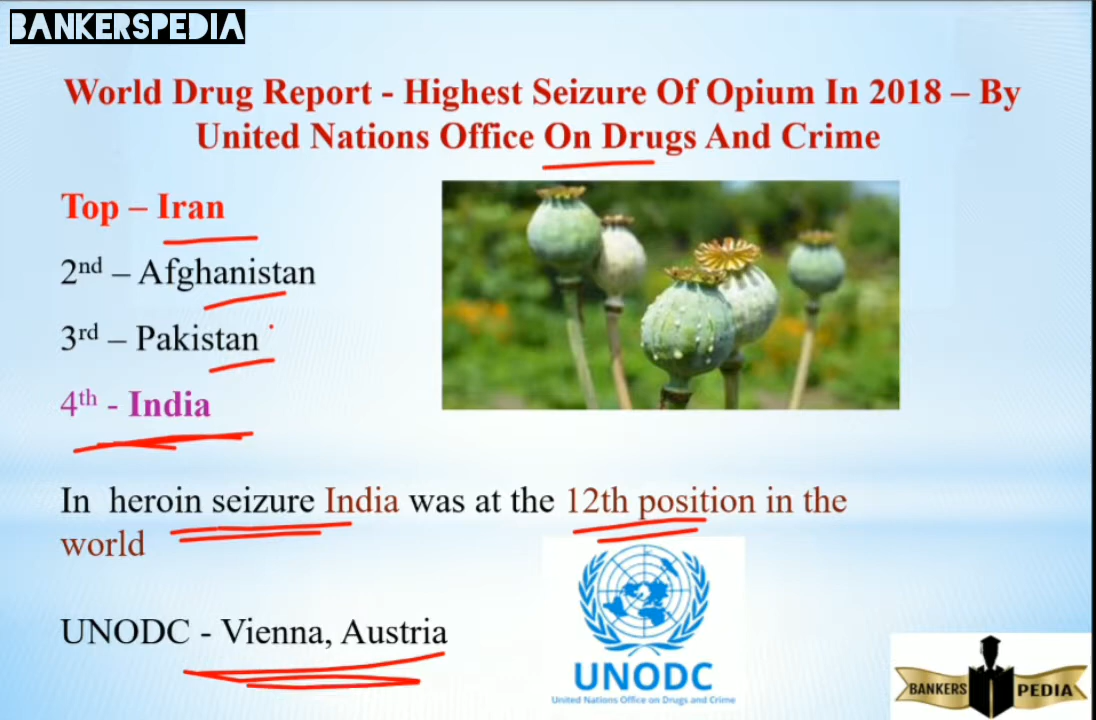 BANKERSPEDIA
World Drug Report - Highest Seizure Of Opium In 2018 – By
United Nations Office On Drugs And Crime
Top – Iran
2nd – Afghanistan
3rd – Pakistan
4th - India
In heroin seizure India was at the 12th position in the
world
UNODC - Vienna, Austria
UNODC
United Nations Office on Drugs and Crime
BANKERS PEDIA